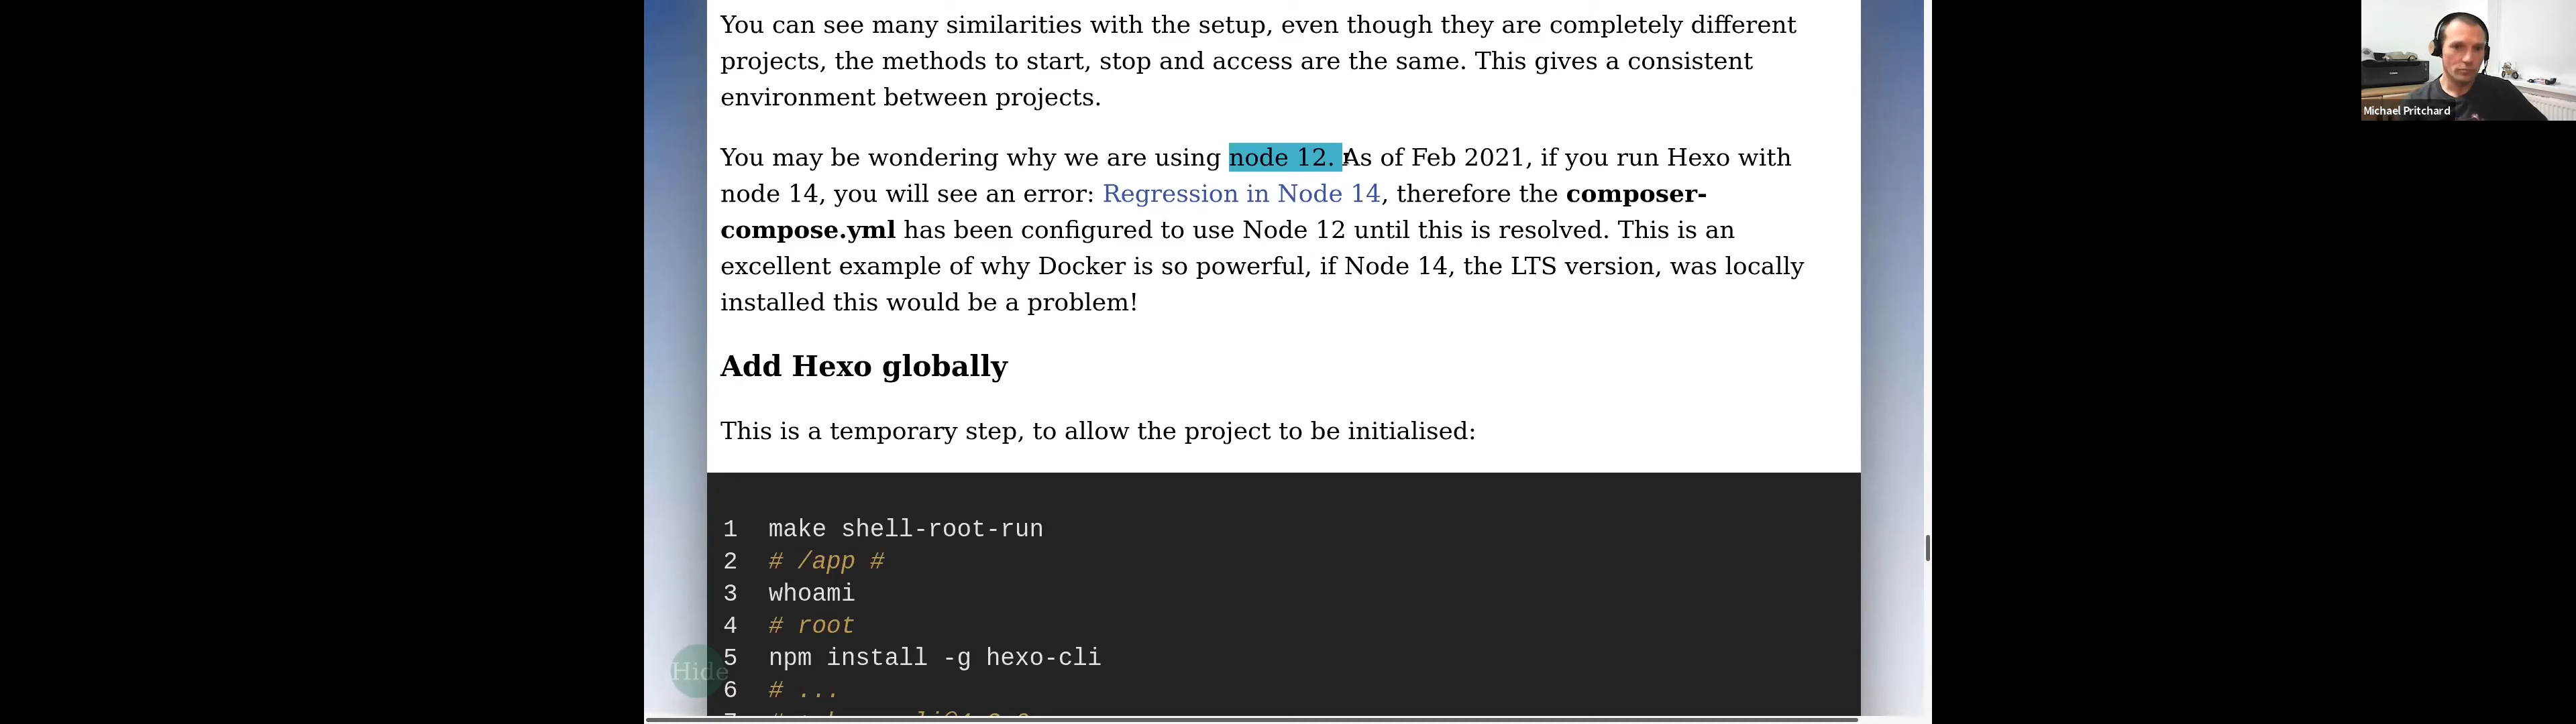 You can see many similarities with the setup, even though they are completely different
projects, the methods to start, stop and access are the same. This gives a consistent
environment between projects.
You may be wondering why we are using node 12. As of Feb 2021, if you run Hexo with
node 14, you will see an error: Regression in Node 14, therefore the composer-
compose.yml has been configured to use Node 12 until this is resolved. This is an
excellent example of why Docker is so powerful, if Node 14, the LTS version, was locally
installed this would be a problem!
Add Hexo globally
This is a temporary step, to allow the project to be initialised:
1 make shell-root-run
2 # /app #
3 whoami
4 # root
5 npm install -g hexo-cli
6 # ...
Hide
Michael Pritchard